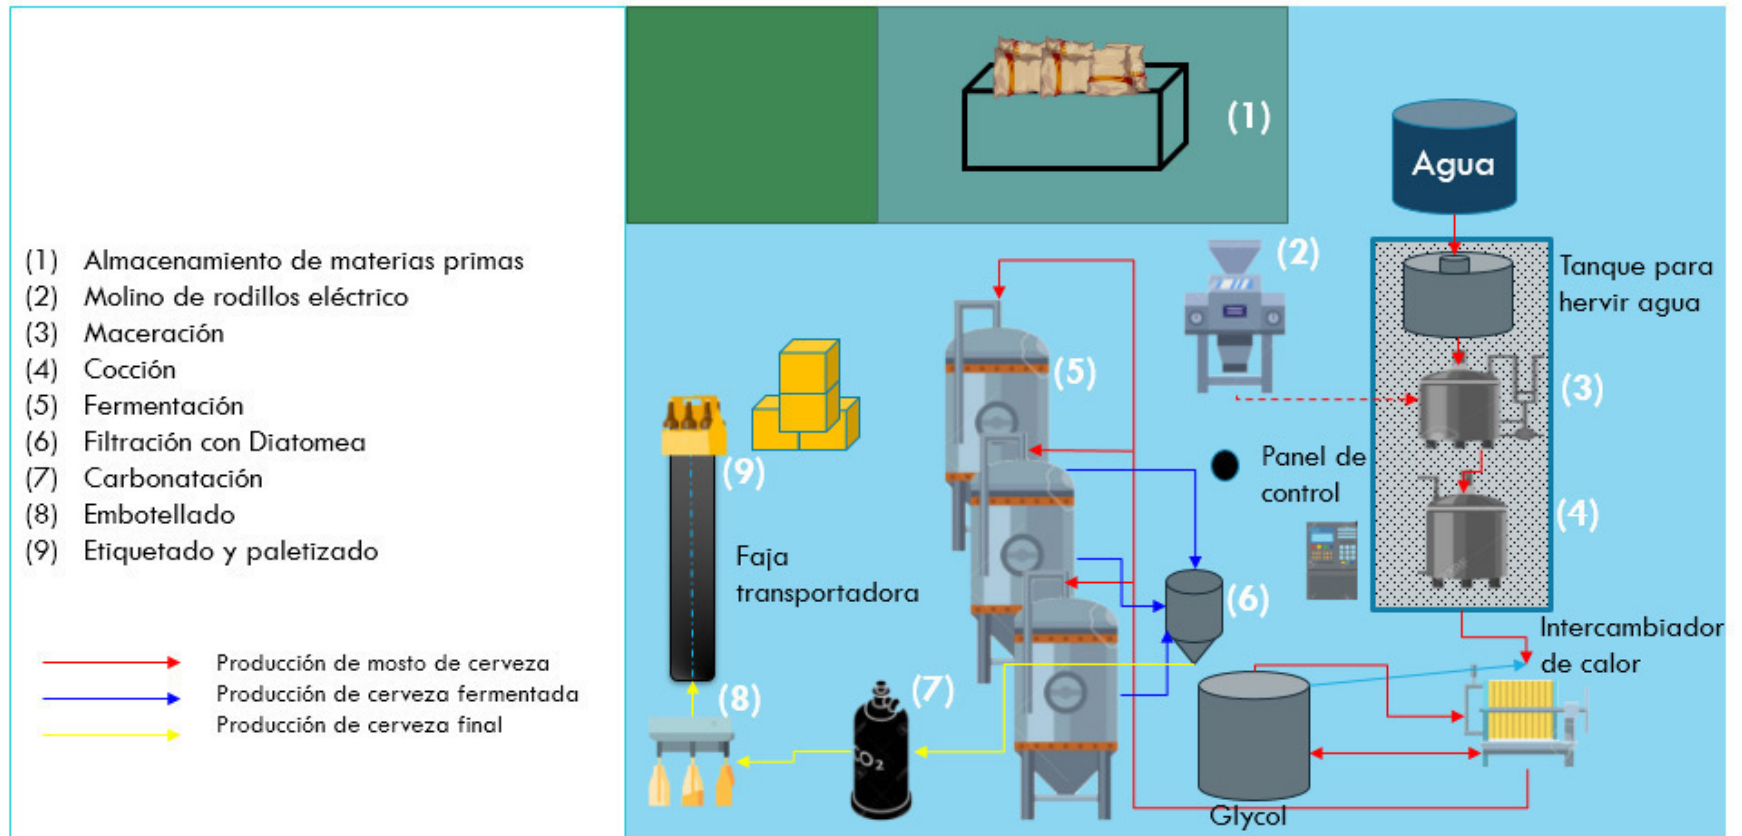 (1) Almacenamiento de materias primas
(2) Molino de rodillos eléctrico
(3) Maceración
(4) Cocción
(5) Fermentación
(6) Filtración con Diatomea
(7) Carbonatación
(8) Embotellado
(9) Etiquetado y paletizado
Producción de mosto de cerveza
Producción de cerveza fermentada
Producción de cerveza final
(1)
Agua
(2)
Tanque para
hervir agua
(3)
(5)
Panel de
control
(4)
(9)
Faja
transportadora
(6)
Intercambiador
de calor
(7)
(8)
CO₂
Glycol